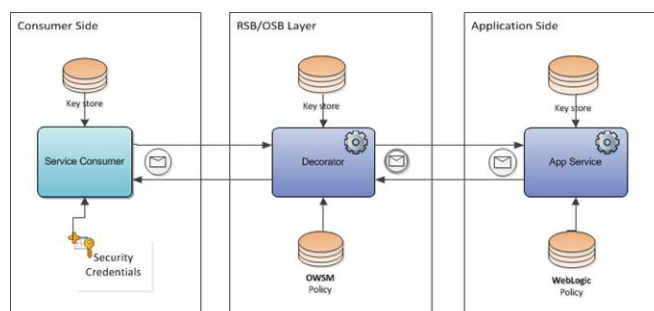 Consumer Side
RSB/OSB Layer
Application Side
Key store
Key store
Key store
Service Consumer
Decorator
App Service
Security
Credentials
OWSM
Policy
WebLogic
Policy